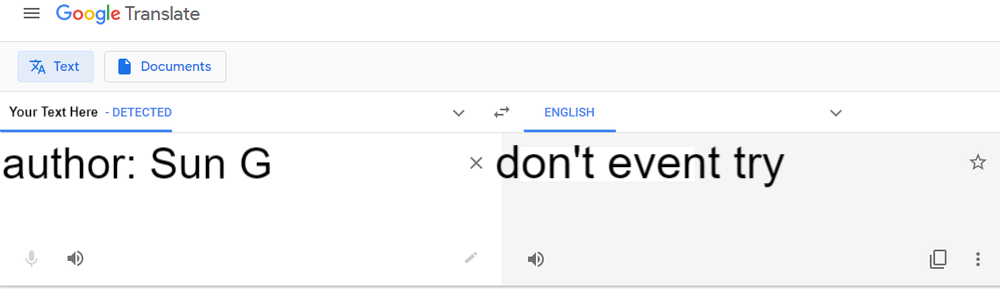 Google Translate
Text Documents
Your Text Here - DETECTED ENGLISH
author: Sun G don't event try